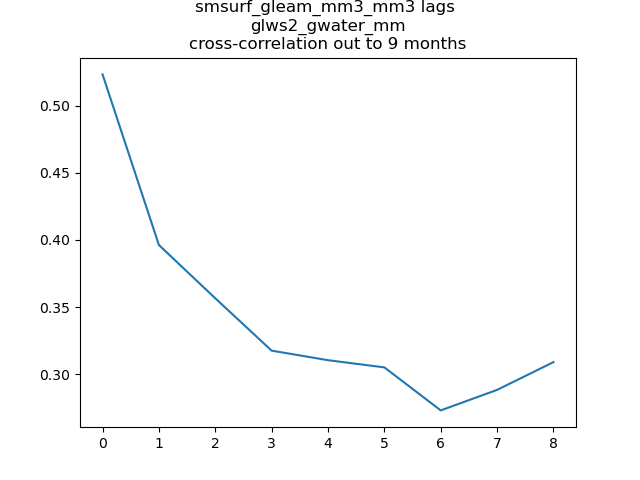 smsurf_gleam_mm3_mm3 lags
glws2_gwater_mm
cross-correlation out to 9 months
0.50
0.45
0.40
0.35
0.30
0 1 2 3 4 5 6 7 8